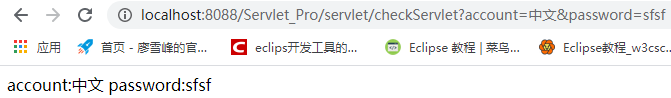 localhost:8088/Servlet_Pro/servlet/checkServlet?account=中文&password=sfsf
应用 首页 - 廖雪峰的官... eclips开发工具的... Eclipse 教程 | 菜鸟... Eclipse教程_w3csc...
account:中文 password:sfsf